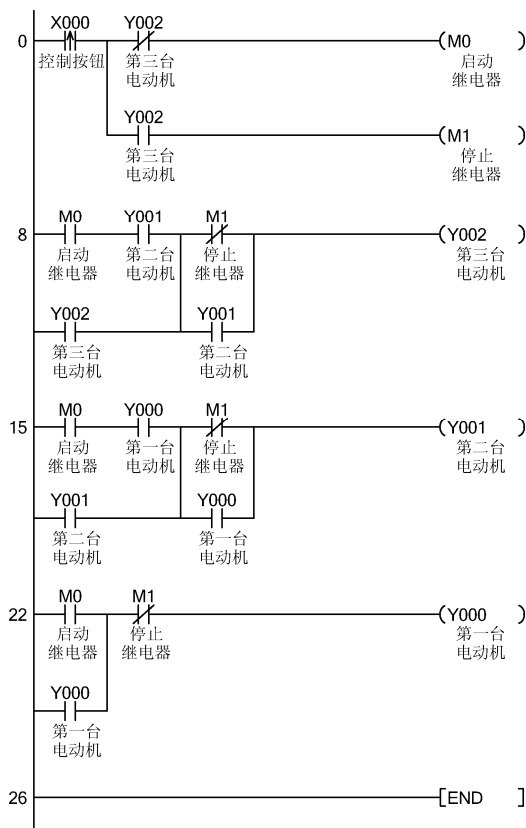 X000 Y002
0 (M0 )
控制按钮 第三台 启动
电动机 继电器
Y002
(M1 )
第三台 停止
电动机 继电器
M0 Y001 M1
8 (Y002 )
启动 第二台 停止 第三台
继电器 电动机 继电器 电动机
Y002 Y001
第三台 第二台
电动机 电动机
M0 Y000 M1
15 (Y001 )
启动 第一台 停止 第二台
继电器 电动机 继电器 电动机
Y001 Y000
第二台 第一台
电动机 电动机
M0 M1
22 (Y000 )
启动 停止 第一台
继电器 继电器 电动机
Y000
第一台
电动机
26 [END ]